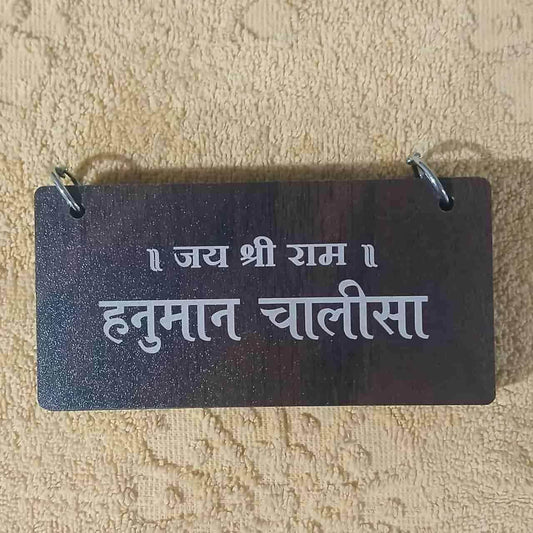 ॥ जय श्री राम ॥
हनुमान चालीसा